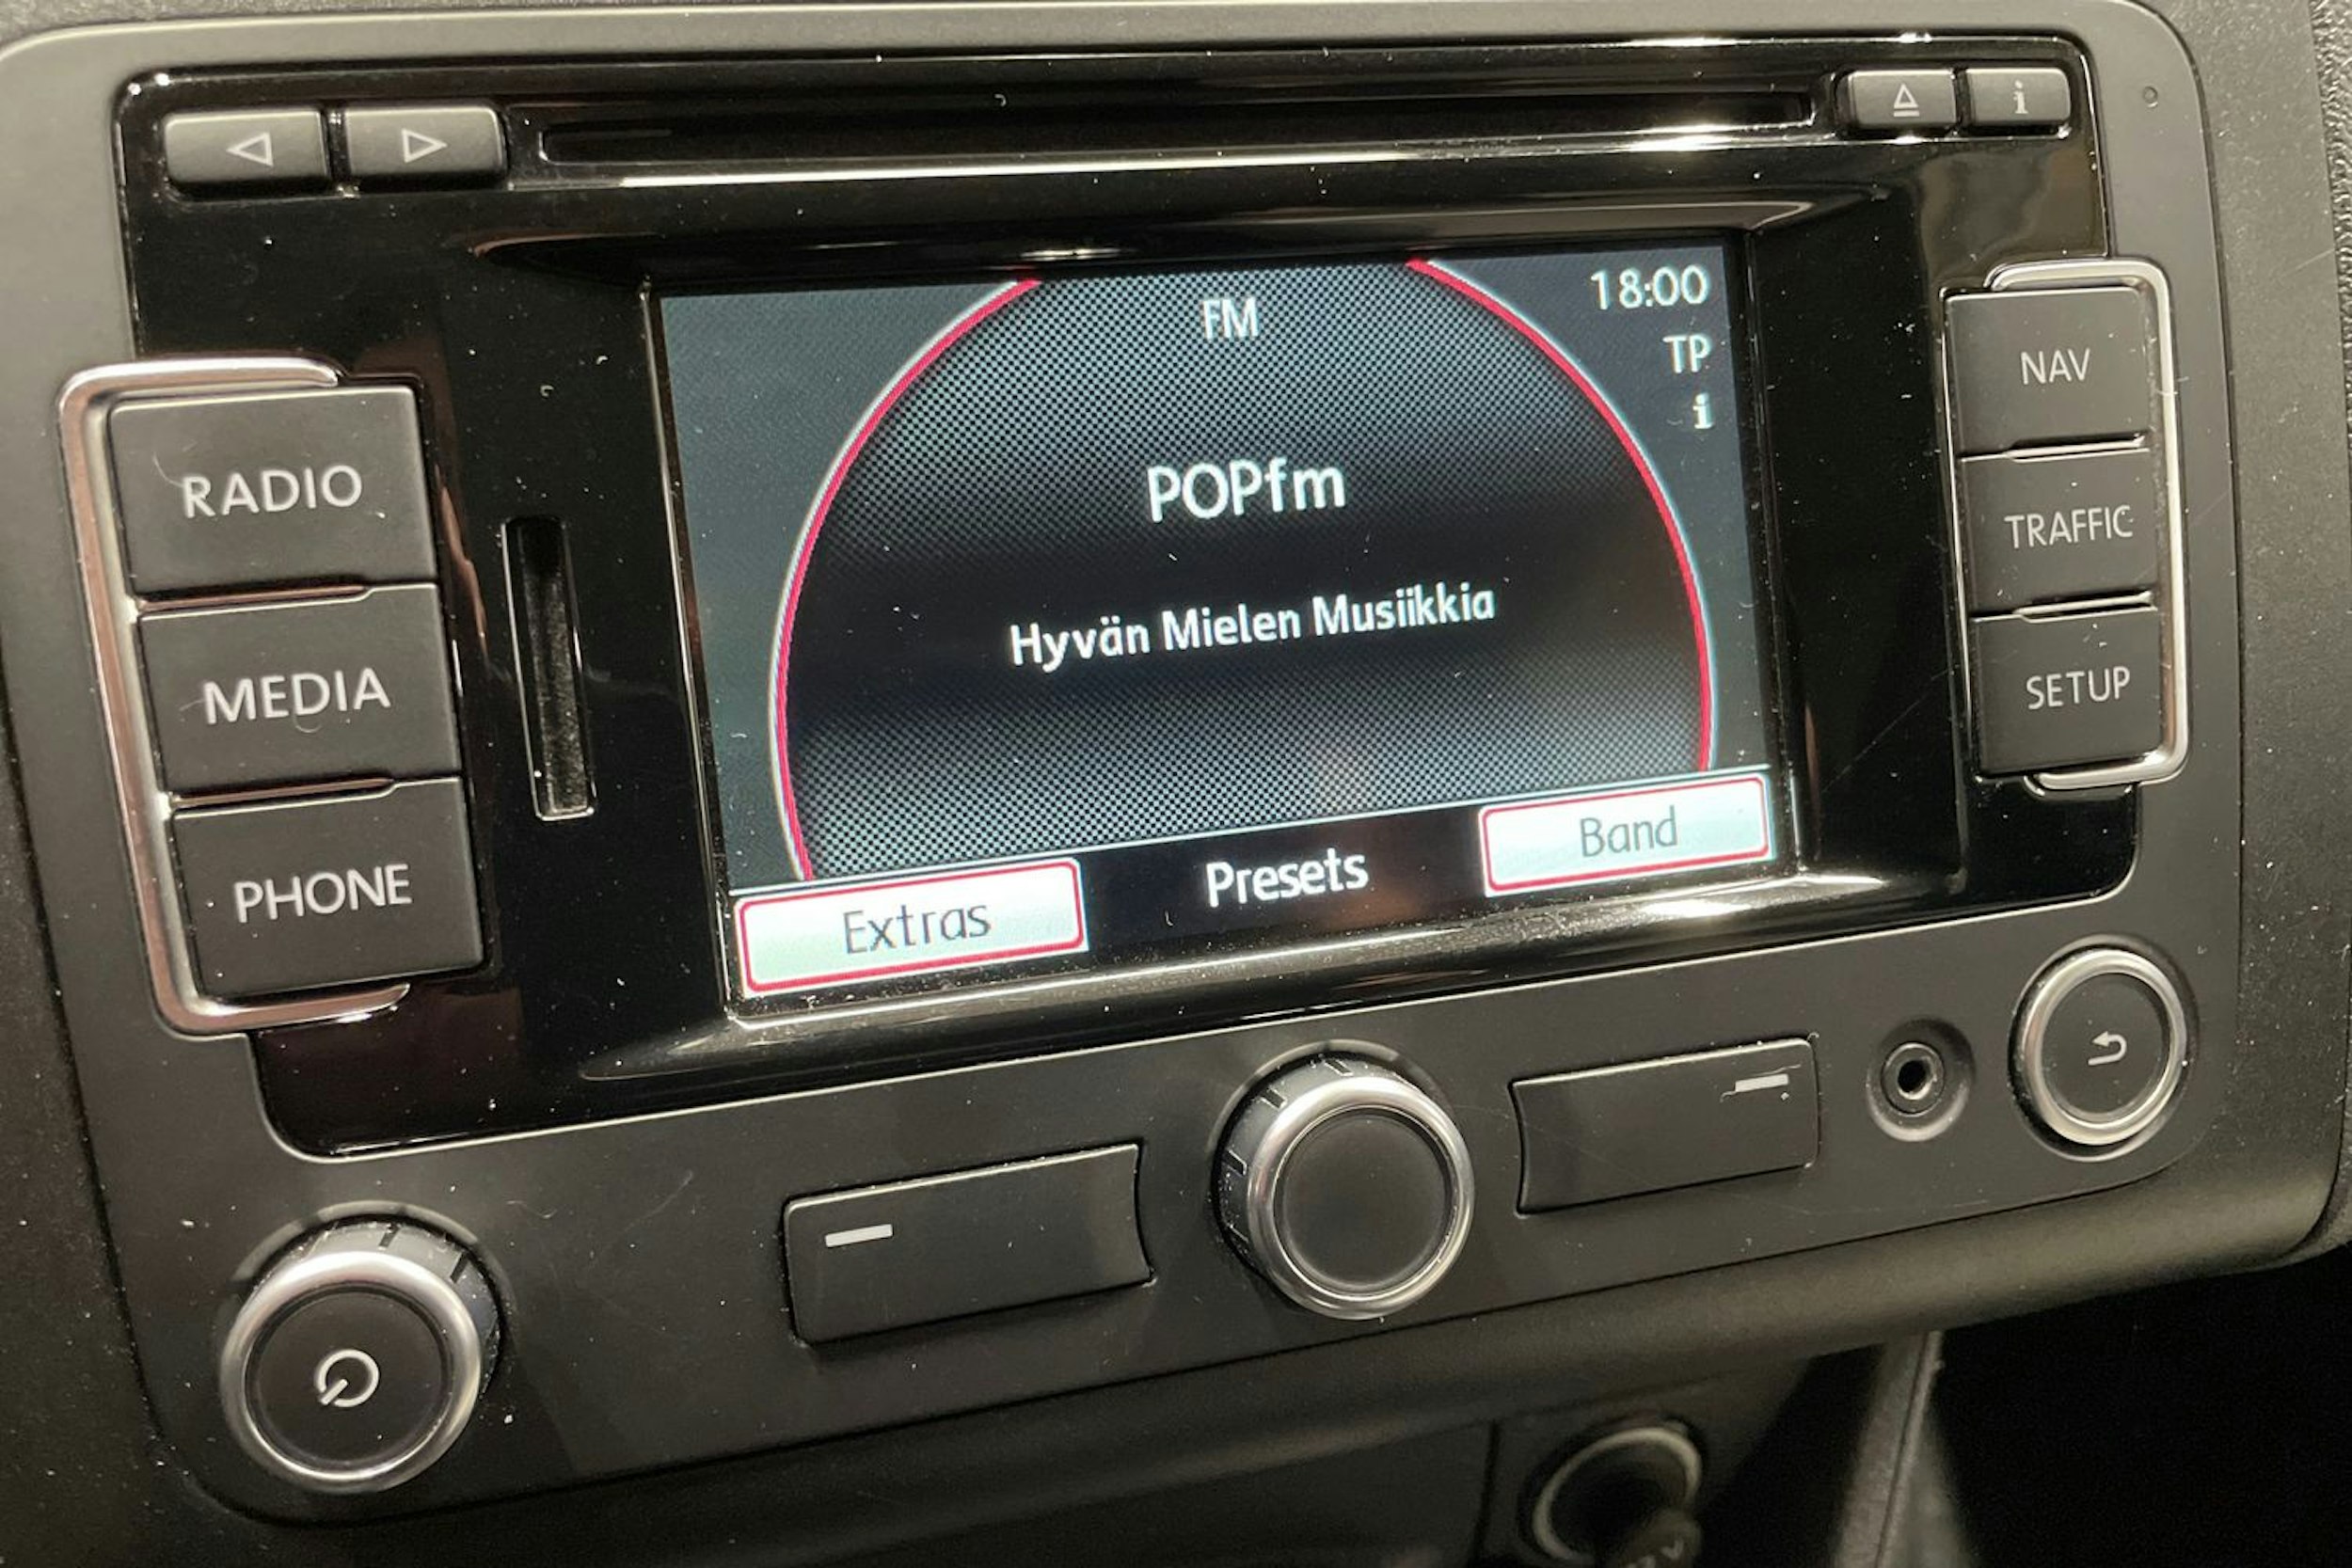 i
RADIO
MEDIA
PHONE
FM
18:00
TP
i
POPfm
Hyvän Mielen Musiikkia
Extras
Presets
Band
NAV
TRAFFIC
SETUP